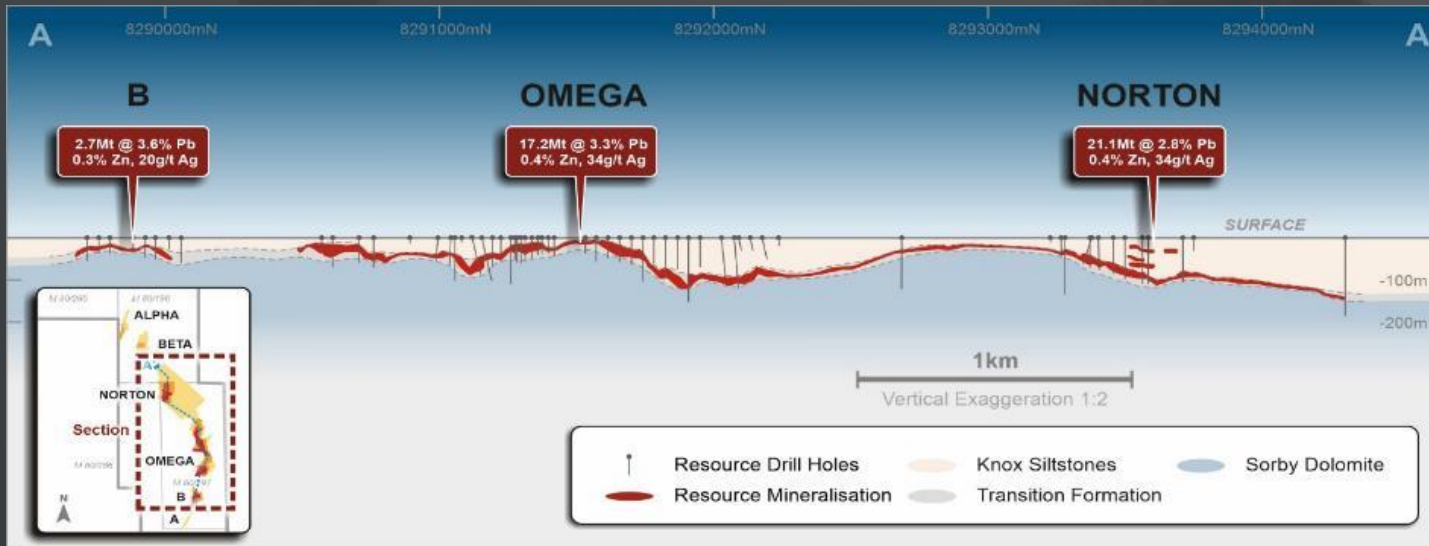 A
8290000mN
8291000mN
8292000mN
8293000mN
8294000mN
A
B
OMEGA
NORTON
2.7Mt @ 3.6% Pb
0.3% Zn, 20g/t Ag
17.2Mt @ 3.3% Pb
0.4% Zn, 34g/t Ag
21.1Mt @ 2.8% Pb
0.4% Zn, 34g/t Ag
SURFACE
-100m
-200m
ALPHA
BETA
A'
NORTON
Section
OMEGA
B
A
N
1km
Vertical Exaggeration 1:2
Resource Drill Holes
Knox Siltstones
Sorby Dolomite
Resource Mineralisation
Transition Formation